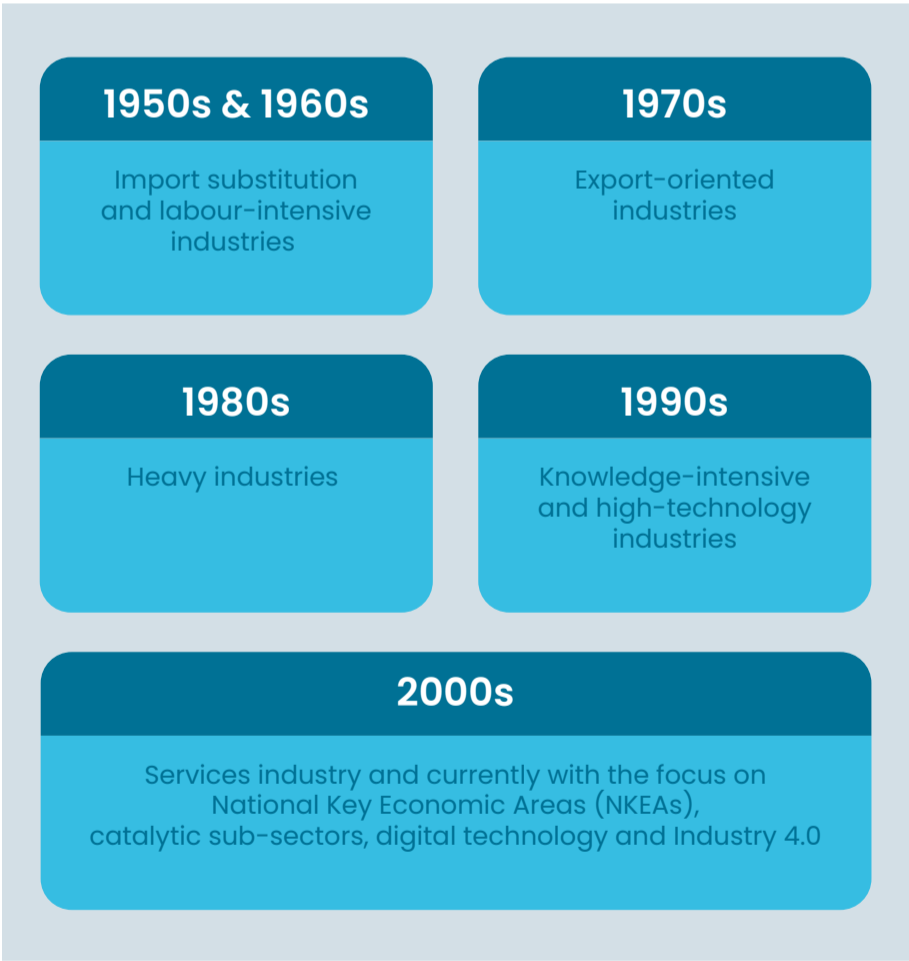 1950s & 1960s
Import substitution
and labour-intensive
industries
1970s
Export-oriented
industries
1980s
Heavy industries
1990s
Knowledge-intensive
and high-technology
industries
2000s
Services industry and currently with the focus on
National Key Economic Areas (NKEAs),
catalytic sub-sectors, digital technology and Industry 4.0